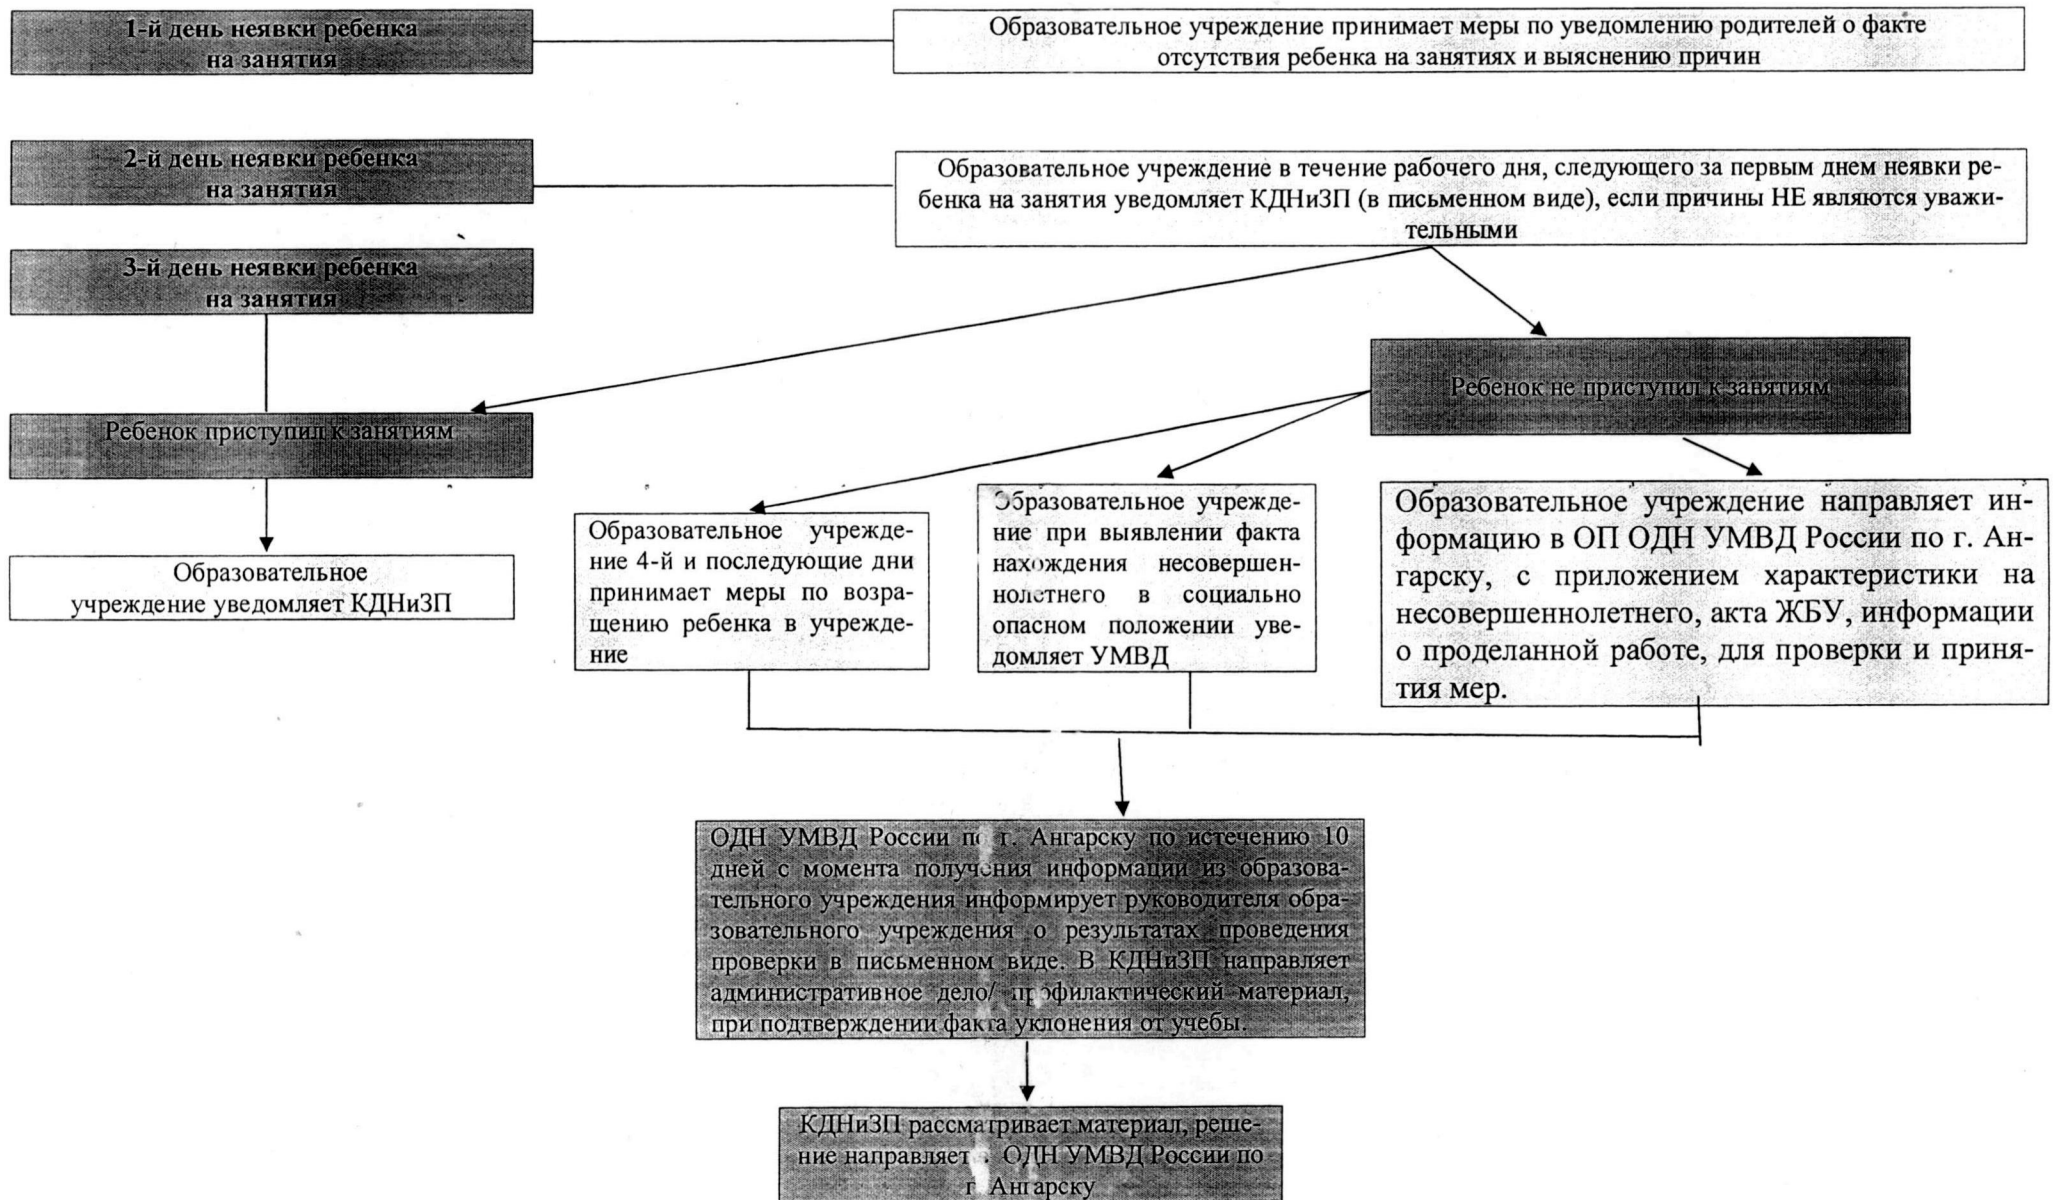 1-й день неявки ребенка
на занятия
Образовательное учреждение принимает меры по уведомлению родителей о факте
отсутствия ребенка на занятиях и выяснению причин
2-й день неявки ребенка
на занятия
Образовательное учреждение в течение рабочего дня, следующего за первым днем неявки ре-
бенка на занятия уведомляет КДНиЗП (в письменном виде), если причины НЕ являются уважи-
тельными
3-й день неявки ребенка
на занятия
Ребенок не приступил к занятиям
Ребенок приступил к занятиям
Образовательное
учреждение уведомляет КДНиЗП
Образовательное учрежде-
ние 4-й и последующие дни
принимает меры по возра-
щению ребенка в учрежде-
ние
Образовательное учрежде-
ние при выявлении факта
нахождения несовершен-
нолетнего в социально
опасном положении уве-
домляет УМВД
Образовательное учреждение направляет ин-
формацию в ОП ОДН УМВД России по г. Ан-
гарску, с приложением характеристики на
несовершеннолетнего, акта ЖБУ, информации
о проделанной работе, для проверки и приня-
тия мер.
ОДН УМВД России по г. Ангарску по истечению 10
дней с момента получения информации из образова-
тельного учреждения информирует руководителя обра-
зовательного учреждения о результатах проведения
проверки в письменном виде. В КДНиЗП направляет
административное дело/ профилактический материал,
при подтверждении факта уклонения от учебы.
КДНиЗП рассматривает материал, реше-
ние направляет ОДН УМВД России по
г. Ангарску